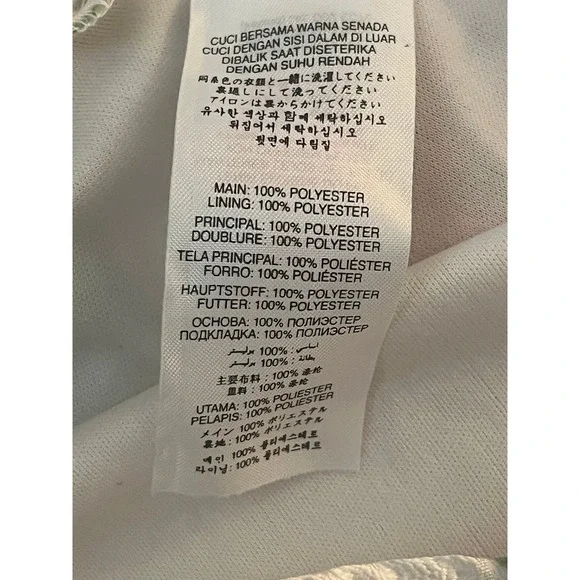 CUCI BERSAMA WARNA SENADA
CUCI DENGAN SISI DALAM DI LUAR
DIBALIK SAAT DISETERIKA
DENGAN SUHU RENDAH
同系色の衣類と一緒に洗濯してください
裏返しにして洗ってください
アイロンは裏からかけてください
유사한 색상과 함께 세탁하십시오
뒤집어서 세탁하십시오
뒷면에 다림질
MAIN: 100% POLYESTER
LINING: 100% POLYESTER
PRINCIPAL: 100% POLYESTER
DOUBLURE: 100% POLYESTER
TELA PRINCIPAL: 100% POLIÉSTER
FORRO: 100% POLIÉSTER
HAUPTSTOFF: 100% POLYESTER
FUTTER: 100% POLYESTER
ОСНОВА: 100% ПОЛИЭСТЕР
ПОДКЛАДКА: 100% ПОЛИЭСТЕР
أساسي: 100% بوليستر
بطانة: 100% بوليستر
主要布料：100% 涤纶
里料：100% 涤纶
UTAMA: 100% POLIESTER
PELAPIS: 100% POLIESTER
メイン 100% ポリエステル
裏地：100% ポリエステル
메인 100% 폴리에스테르
라이닝: 100% 폴리에스테르